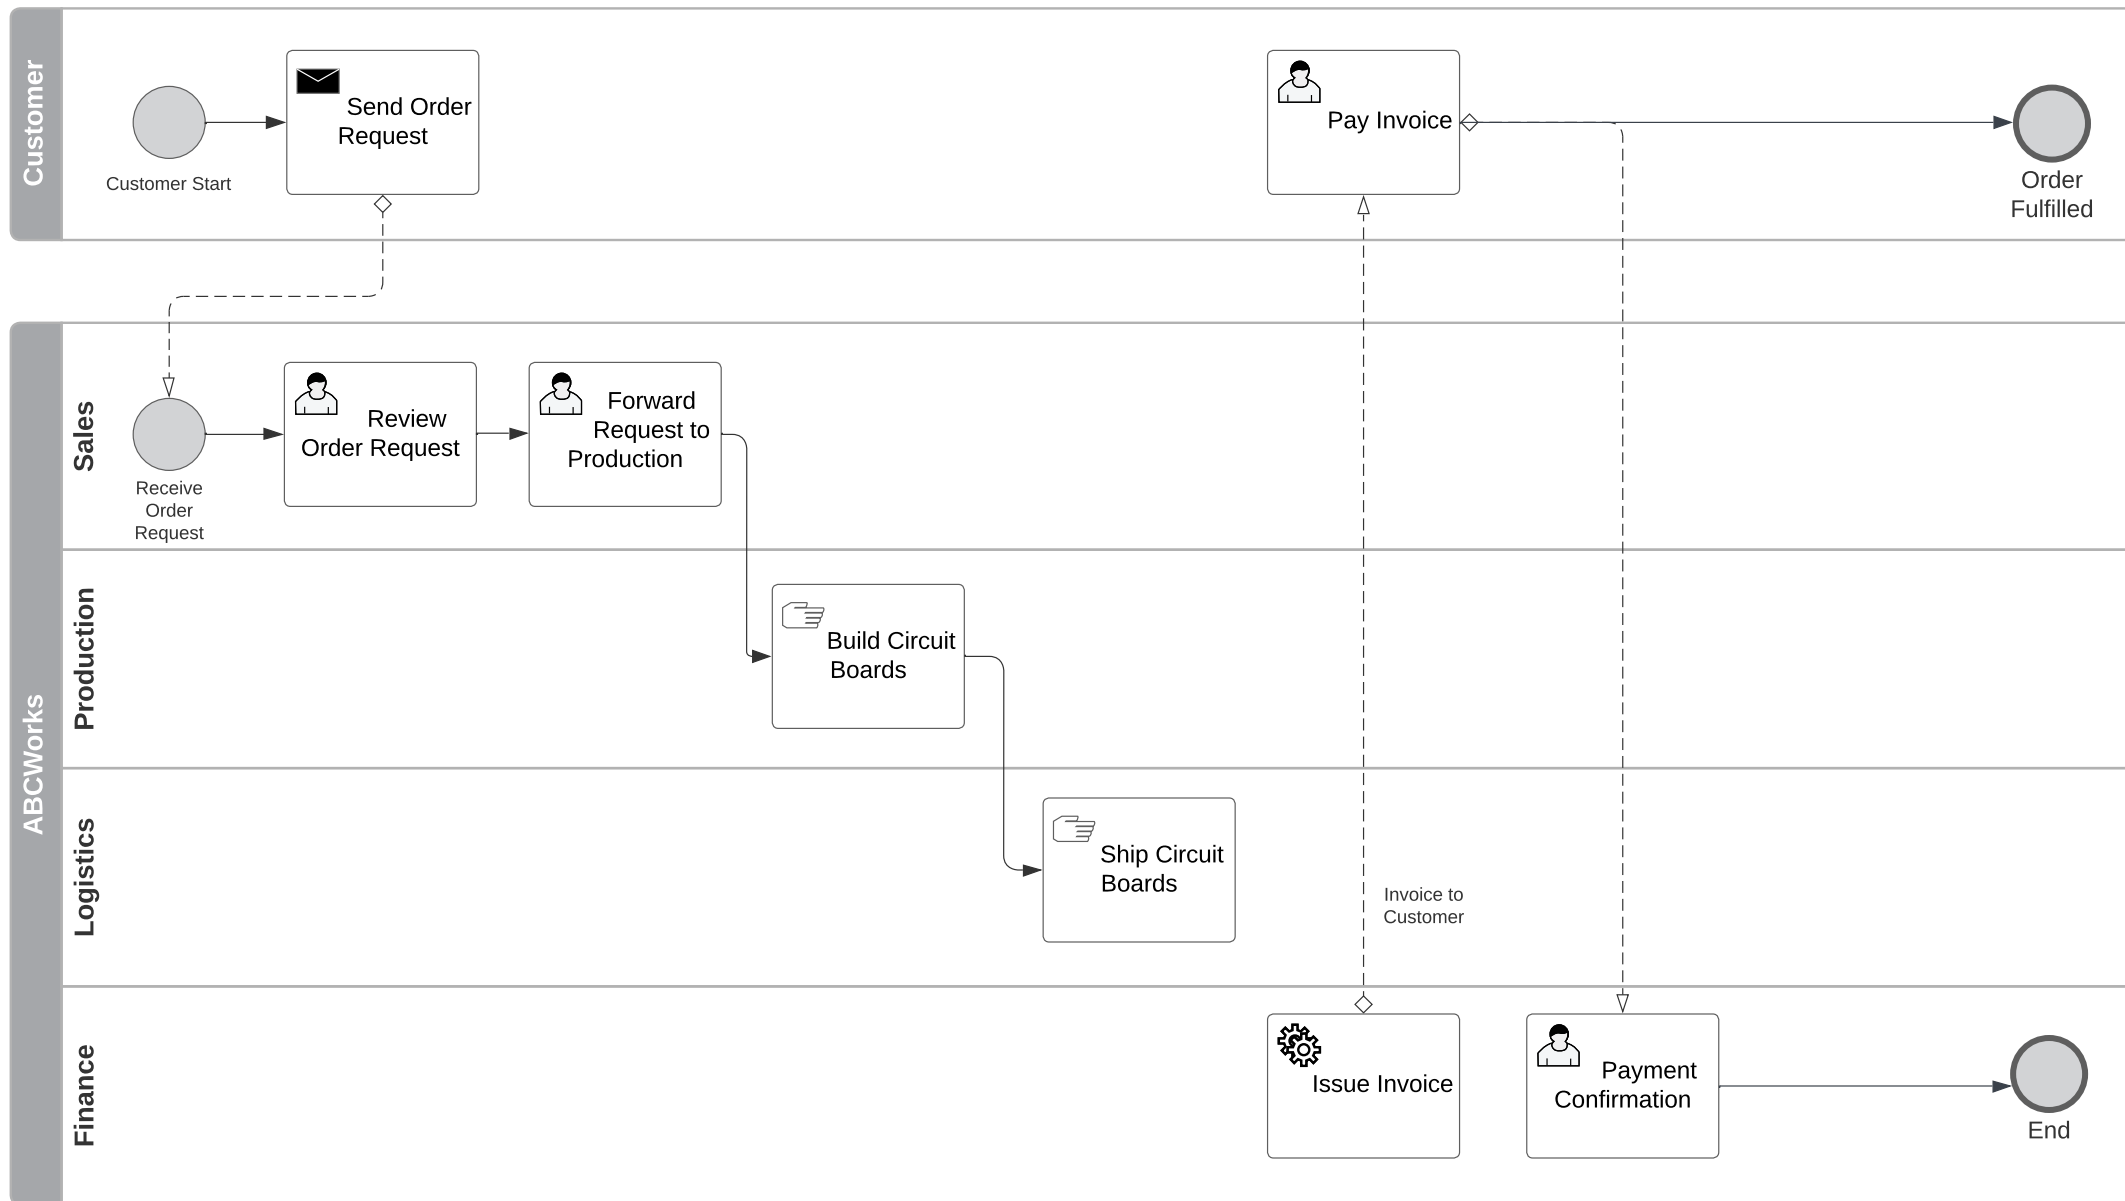 Customer
Send Order
Request
Customer Start
Pay Invoice
Order
Fulfilled
ABCWorks
Sales
Receive
Order
Request
Review
Order Request
Forward
Request to
Production
Production
Build Circuit
Boards
Logistics
Ship Circuit
Boards
Invoice to
Customer
Finance
Issue Invoice
Payment
Confirmation
End